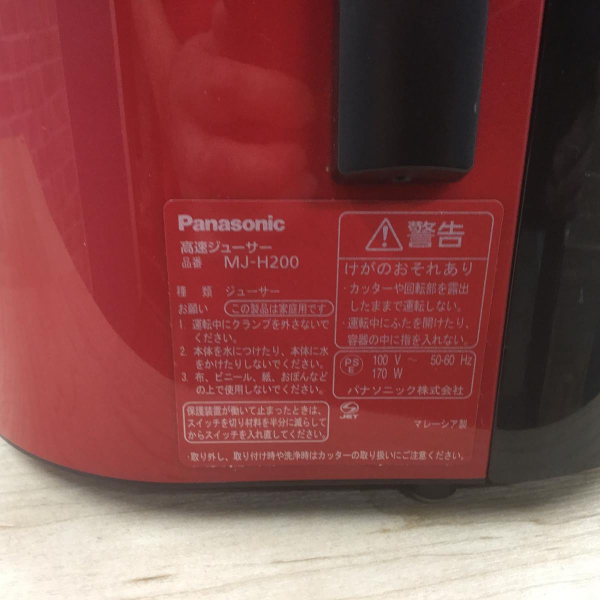 Panasonic
高速ジューサー
品番 MJ-H200
種 類 ジューサー
お願い この製品は家庭用です
1. 運転中にクランプを外さないで
ください。
2. 本体を水につけたり、本体に水
をかけたりしないでください。
3. 布、ビニール、紙、おぼんなど
の上で使用しないでください。
保護装置が働いて止まったときは、
スイッチを切り材料を半分に減らして
からスイッチを入れ直してください。
警告
けがのおそれあり
・カッターや回転部を露出
したままで運転しない。
・運転中にふたを開けたり、
容器の中に指を入れない。
PS E 100 V ～ 50-60 Hz
170 W
パナソニック株式会社
JET マレーシア製
・取り外し、取り付け時や洗浄時はカッターの取り扱いにご注意ください。